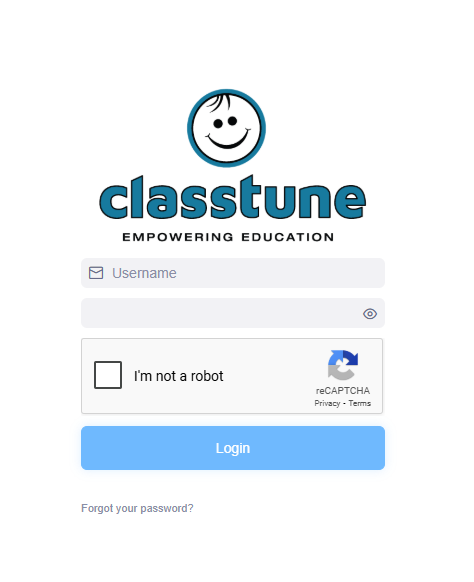 classtune
EMPOWERING EDUCATION
Username
I'm not a robot
reCAPTCHA
Privacy - Terms
Login
Forgot your password?